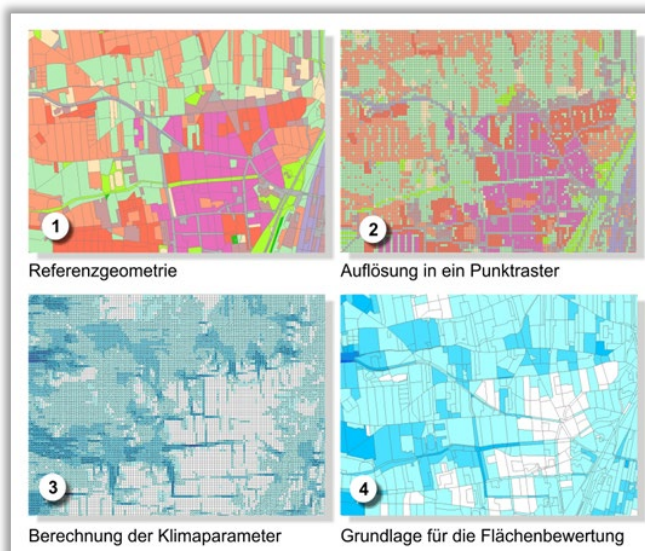 1
Referenzgeometrie
2
Auflösung in ein Punktraster
3
Berechnung der Klimaparameter
4
Grundlage für die Flächenbewertung